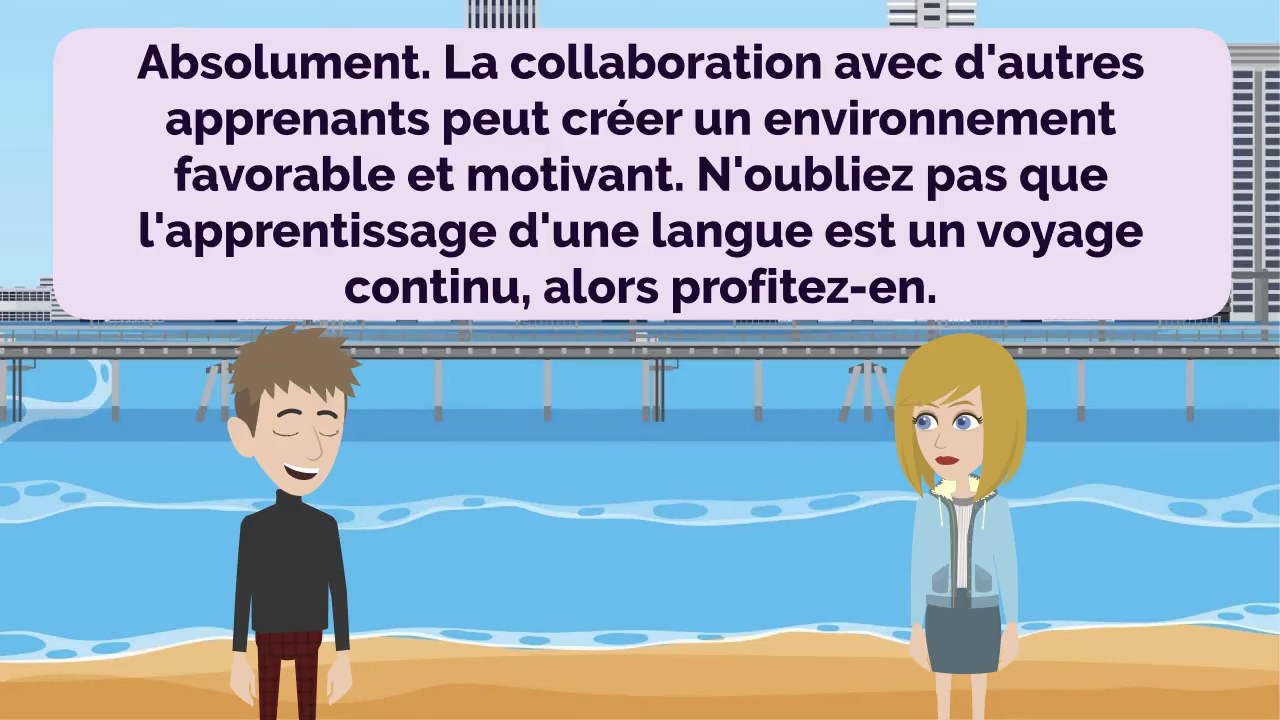 Absolument. La collaboration avec d'autres
apprenants peut créer un environnement
favorable et motivant. N'oubliez pas que
l'apprentissage d'une langue est un voyage
continu, alors profitez-en.